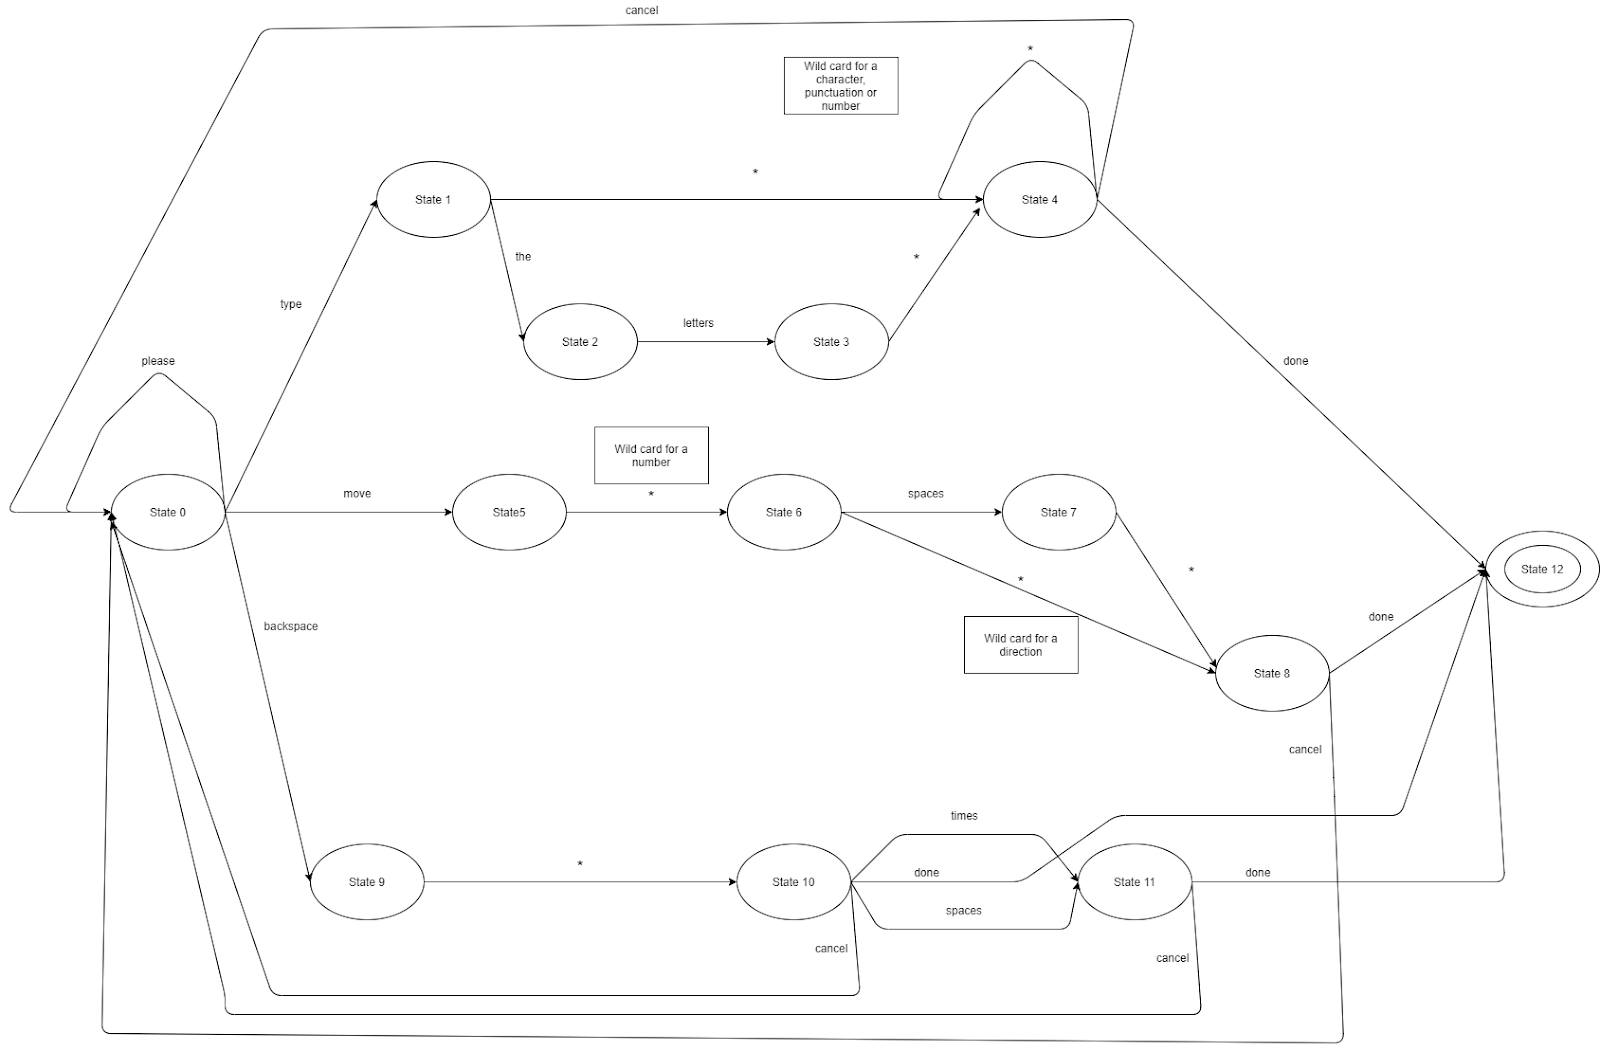 cancel
*
Wild card for a
character,
punctuation or
number
*
State 1
State 4
the
*
type
letters
State 2
State 3
please
done
Wild card for a
number
move
*
spaces
State 0
State5
State 6
State 7
*
*
State 12
backspace
Wild card for a
direction
done
State 8
cancel
times
*
done
done
State 9
State 10
State 11
spaces
cancel
cancel